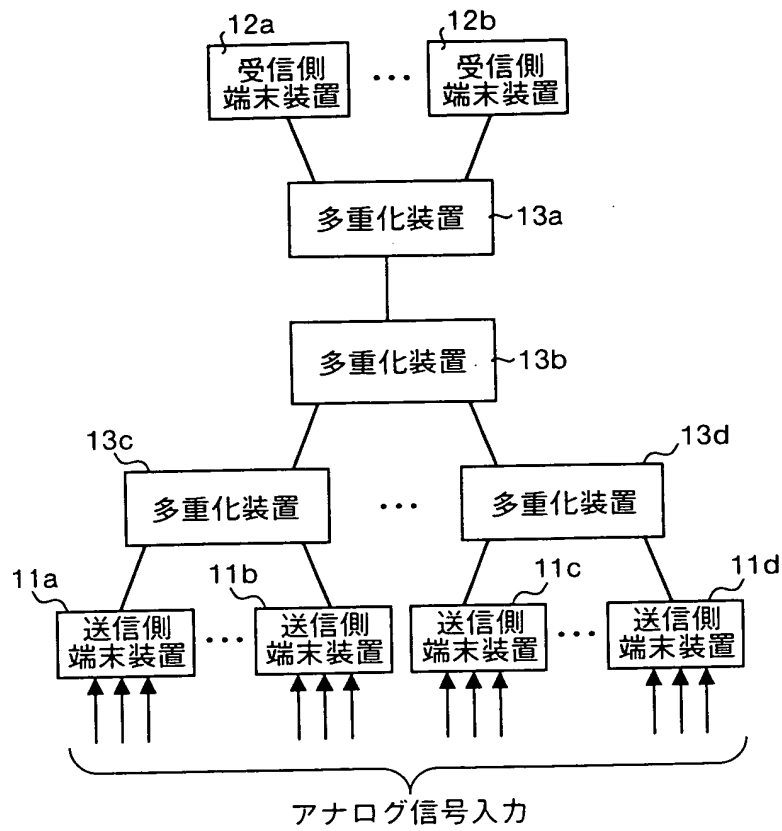 12a
12b
受信側
端末装置
...
受信側
端末装置
多重化装置
13a
多重化装置
13b
13c
13d
多重化装置
...
多重化装置
11a
11b
11c
11d
送信側
端末装置
...
送信側
端末装置
送信側
端末装置
...
送信側
端末装置
アナログ信号入力